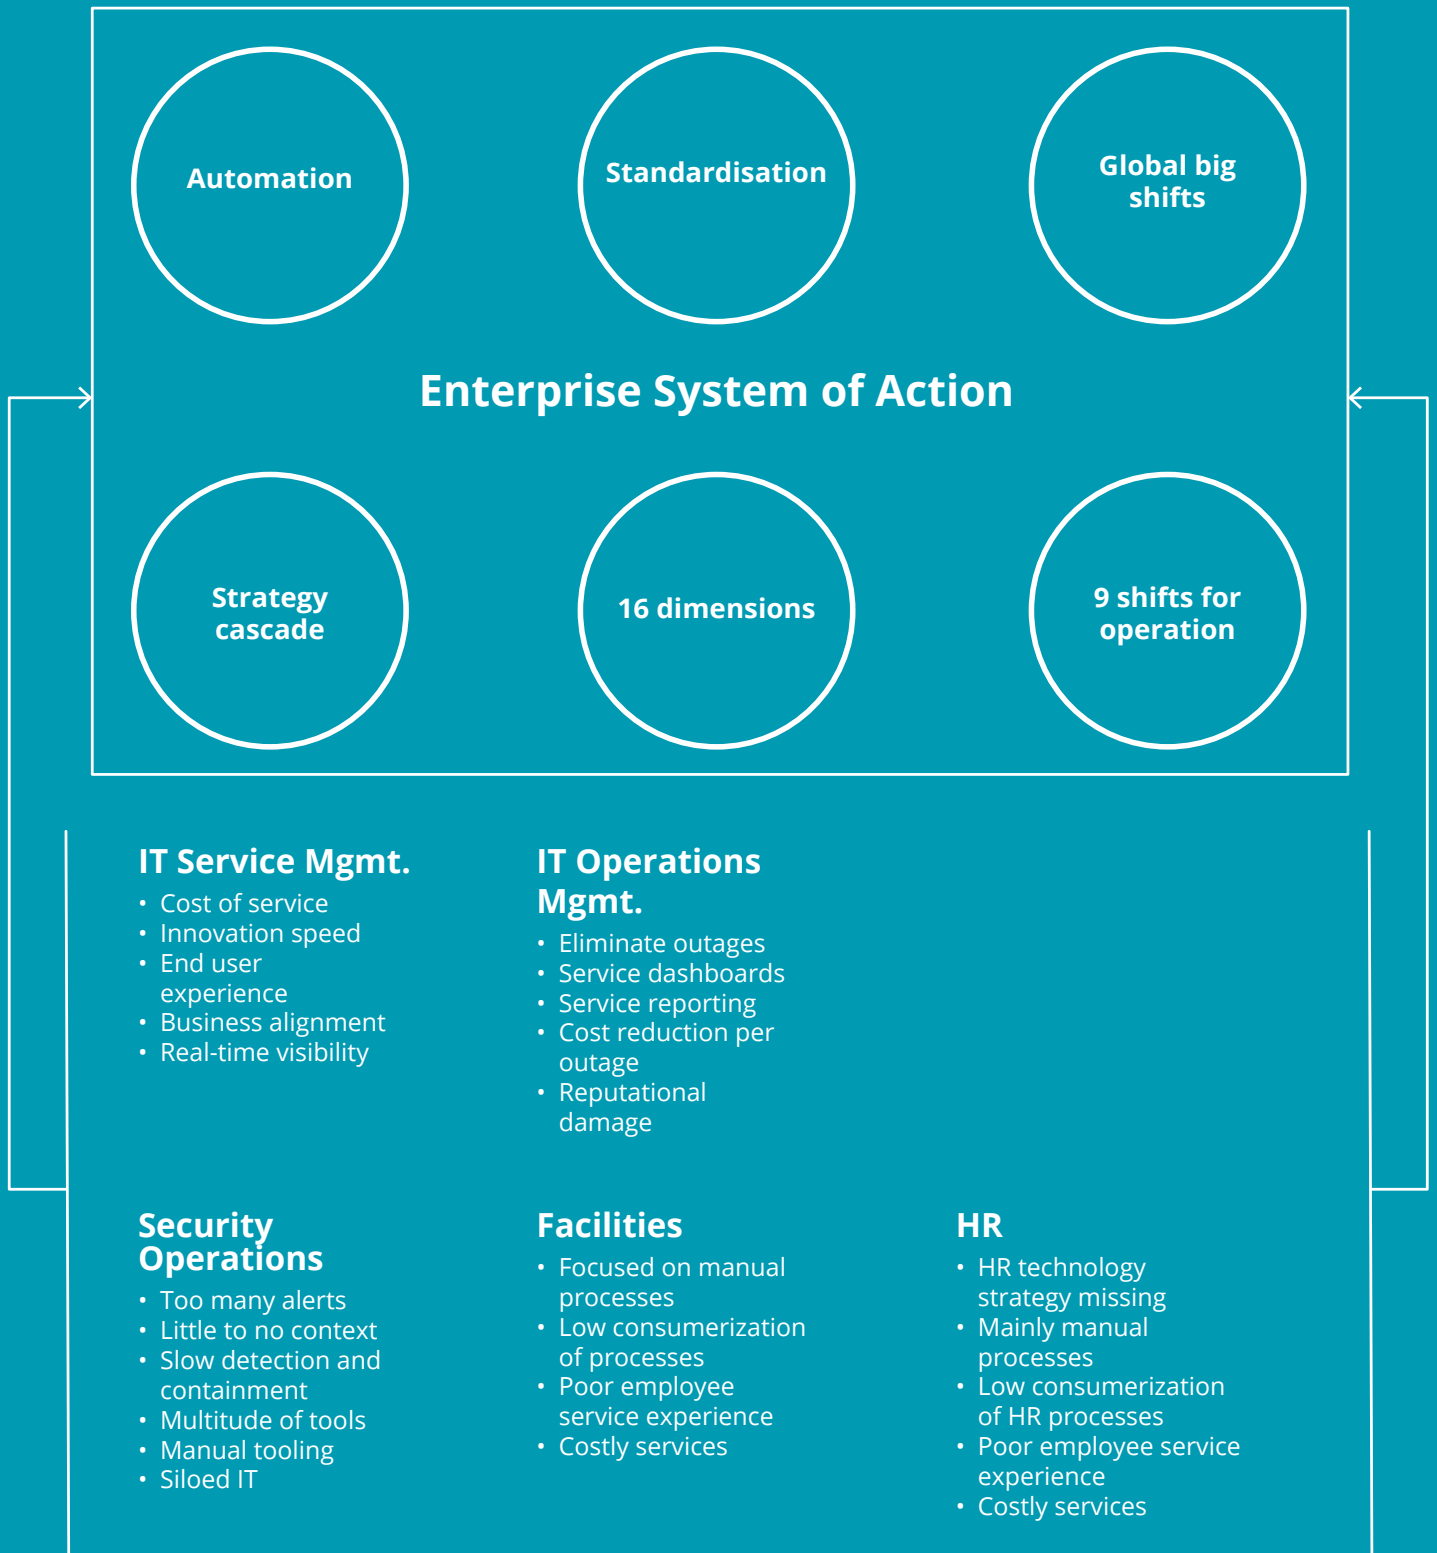 Automation
Standardisation
Global big
shifts
Enterprise System of Action
Strategy
cascade
16 dimensions
9 shifts for
operation
IT Service Mgmt.
• Cost of service
• Innovation speed
• End user
experience
• Business alignment
• Real-time visibility
IT Operations
Mgmt.
• Eliminate outages
• Service dashboards
• Service reporting
• Cost reduction per
outage
• Reputational
damage
Security
Operations
• Too many alerts
• Little to no context
• Slow detection and
containment
• Multitude of tools
• Manual tooling
• Siloed IT
Facilities
• Focused on manual
processes
• Low consumerization
of processes
• Poor employee
service experience
• Costly services
HR
• HR technology
strategy missing
• Mainly manual
processes
• Low consumerization
of HR processes
• Poor employee service
experience
• Costly services